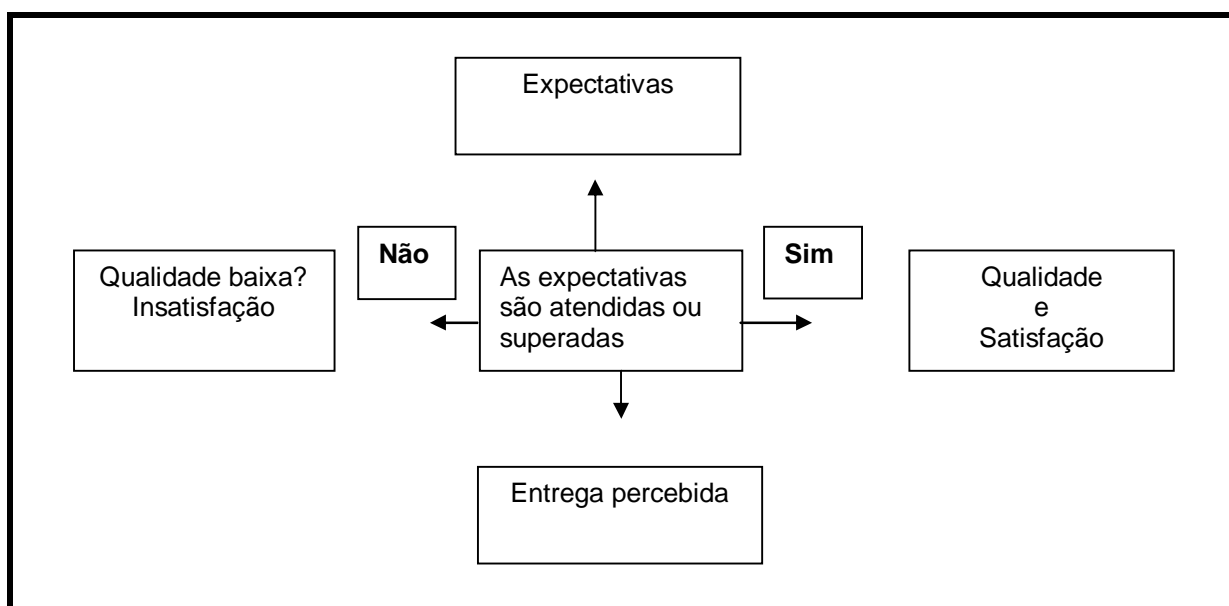 Expectativas
Não
Sim
Qualidade baixa?
Insatisfação
As expectativas
são atendidas ou
superadas
Qualidade
e
Satisfação
Entrega percebida